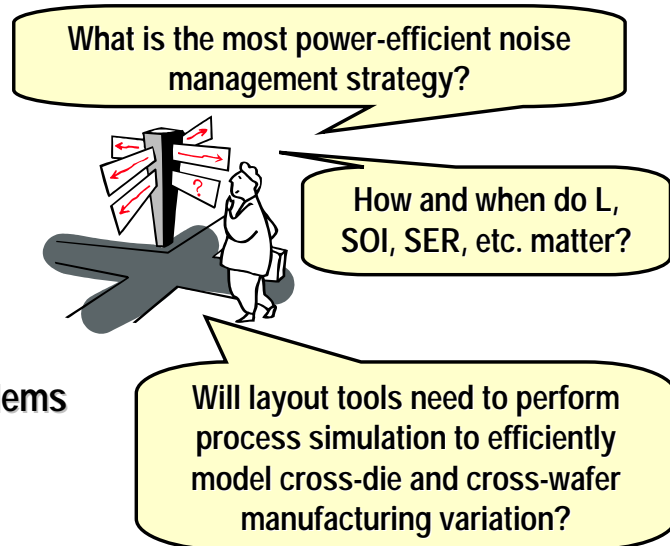 What is the most power-efficient noise
management strategy?
?
How and when do L,
SOI, SER, etc. matter?
lems
Will layout tools need to perform
process simulation to efficiently
model cross-die and cross-wafer
manufacturing variation?